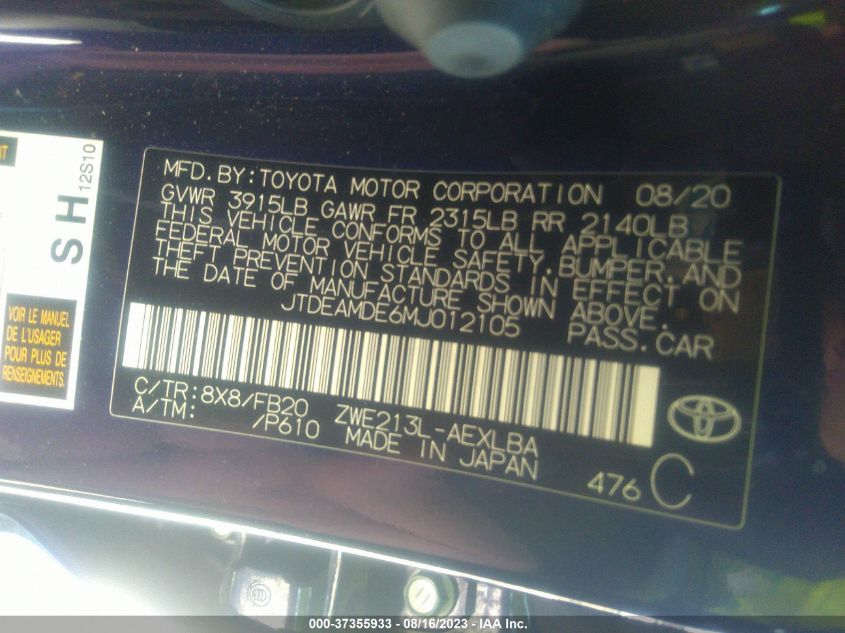 MFD. BY: TOYOTA MOTOR CORPORATION 08/20
GVWR 3915LB GAWR FR 2315LB RR 2140LB
THIS VEHICLE CONFORMS TO ALL APPLICABLE
FEDERAL MOTOR VEHICLE SAFETY, BUMPER, AND
THEFT PREVENTION STANDARDS IN EFFECT ON
THE DATE OF MANUFACTURE SHOWN ABOVE.
JTDEAMDE6MJ012105 PASS. CAR
C/TR: 8X8/FB20 ZWE213L-AEXLBA
A/TM: /P610 MADE IN JAPAN
476 C
SH
12S10
VOIR LE MANUEL
DE L'USAGER
POUR PLUS DE
RENSEIGNEMENTS.
000-37355933 - 08/16/2023 - IAA Inc.